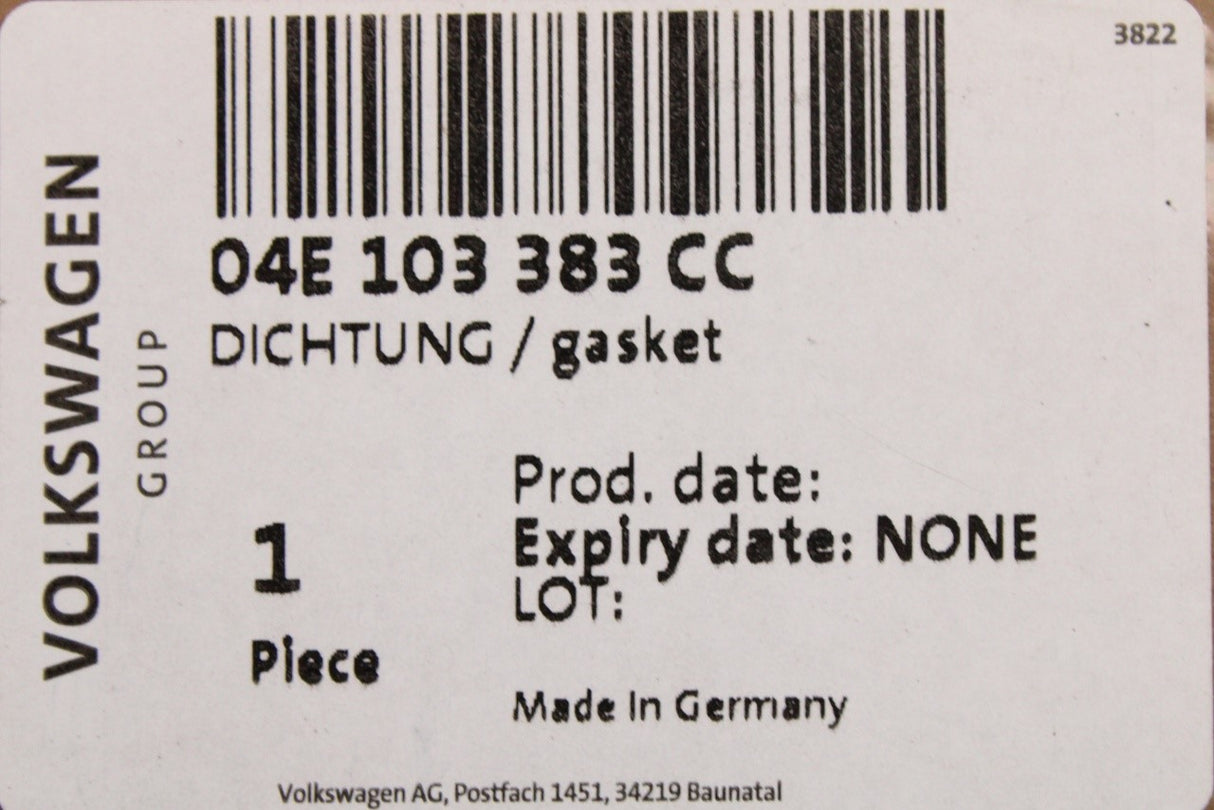 3822
VOLKSWAGEN
GROUP
04E 103 383 CC
DICHTUNG / gasket
Prod. date:
Expiry date: NONE
LOT:
1
Piece
Made In Germany
Volkswagen AG, Postfach 1451, 34219 Baunatal